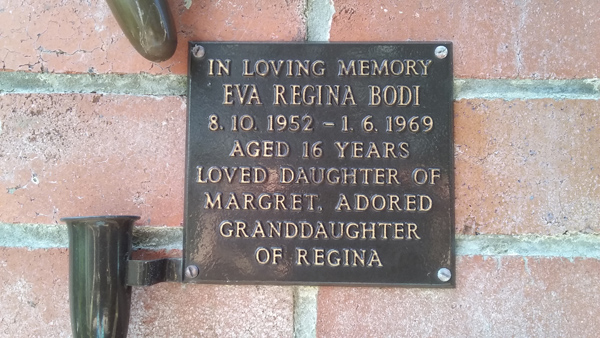 IN LOVING MEMORY
EVA REGINA BODI
8. 10. 1952 – 1. 6. 1969
AGED 16 YEARS
LOVED DAUGHTER OF
MARGRET, ADORED
GRANDDAUGHTER
OF REGINA